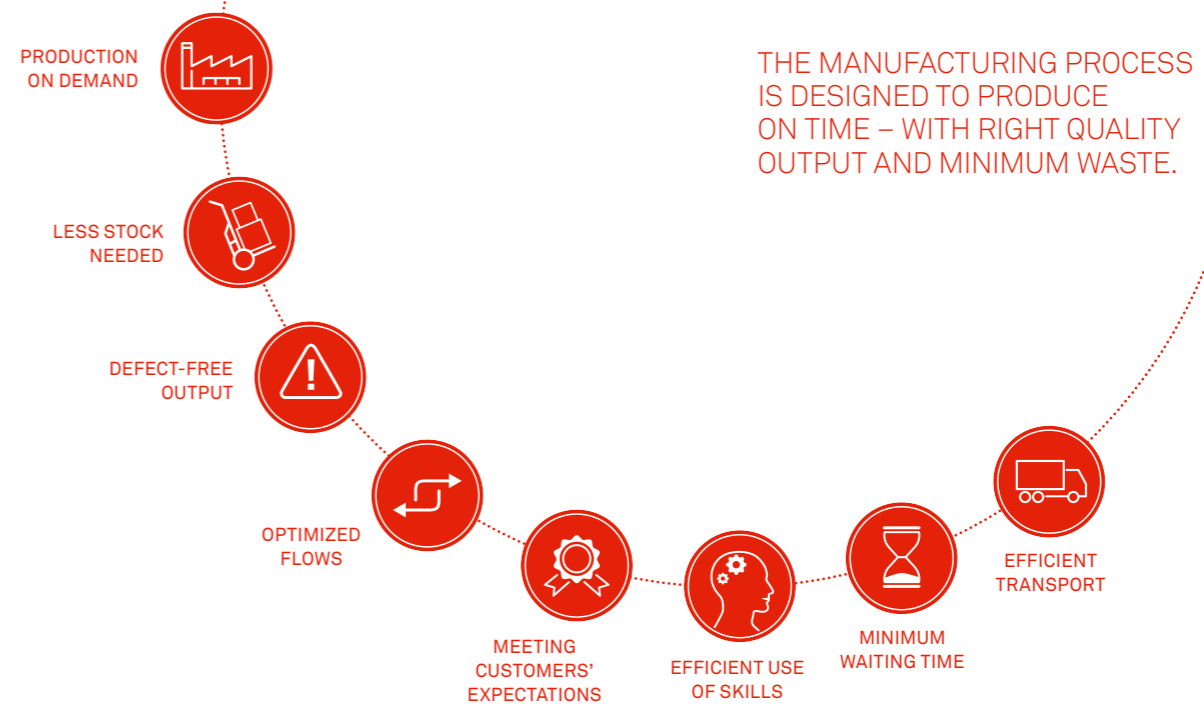 PRODUCTION
ON DEMAND
THE MANUFACTURING PROCESS
IS DESIGNED TO PRODUCE
ON TIME – WITH RIGHT QUALITY
OUTPUT AND MINIMUM WASTE.
LESS STOCK
NEEDED
DEFECT-FREE
OUTPUT
OPTIMIZED
FLOWS
MEETING
CUSTOMERS’
EXPECTATIONS
EFFICIENT USE
OF SKILLS
MINIMUM
WAITING TIME
EFFICIENT
TRANSPORT